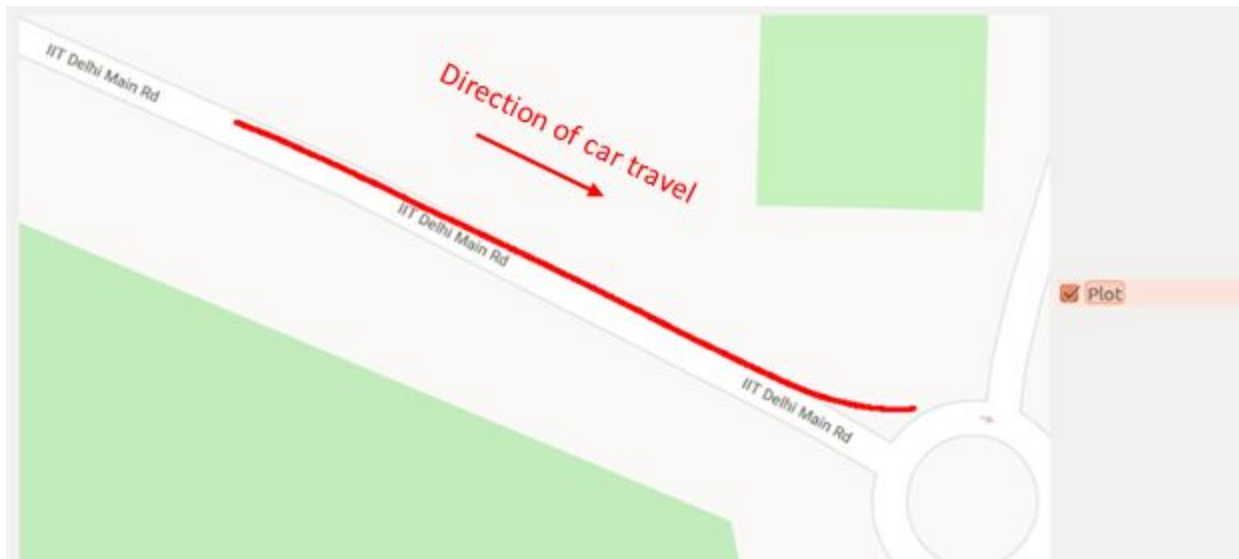 IIT Delhi Main Rd
Direction of car travel
IIT Delhi Main Rd
Plot
IIT Delhi Main Rd